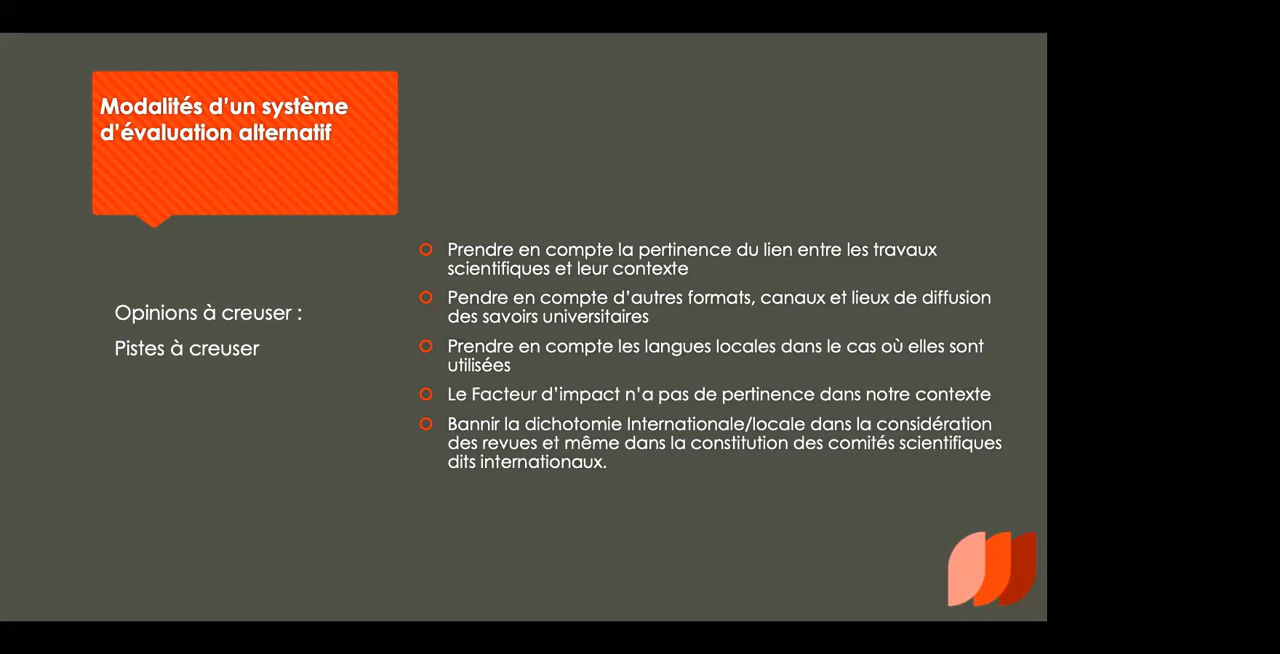 Modalités d'un système
d'évaluation alternatif
Opinions à creuser :
Pistes à creuser
Prendre en compte la pertinence du lien entre les travaux
scientifiques et leur contexte
Pendre en compte d'autres formats, canaux et lieux de diffusion
des savoirs universitaires
Prendre en compte les langues locales dans le cas où elles sont
utilisées
Le Facteur d'impact n'a pas de pertinence dans notre contexte
Bannir la dichotomie Internationale/locale dans la considération
des revues et même dans la constitution des comités scientifiques
dits internationaux.